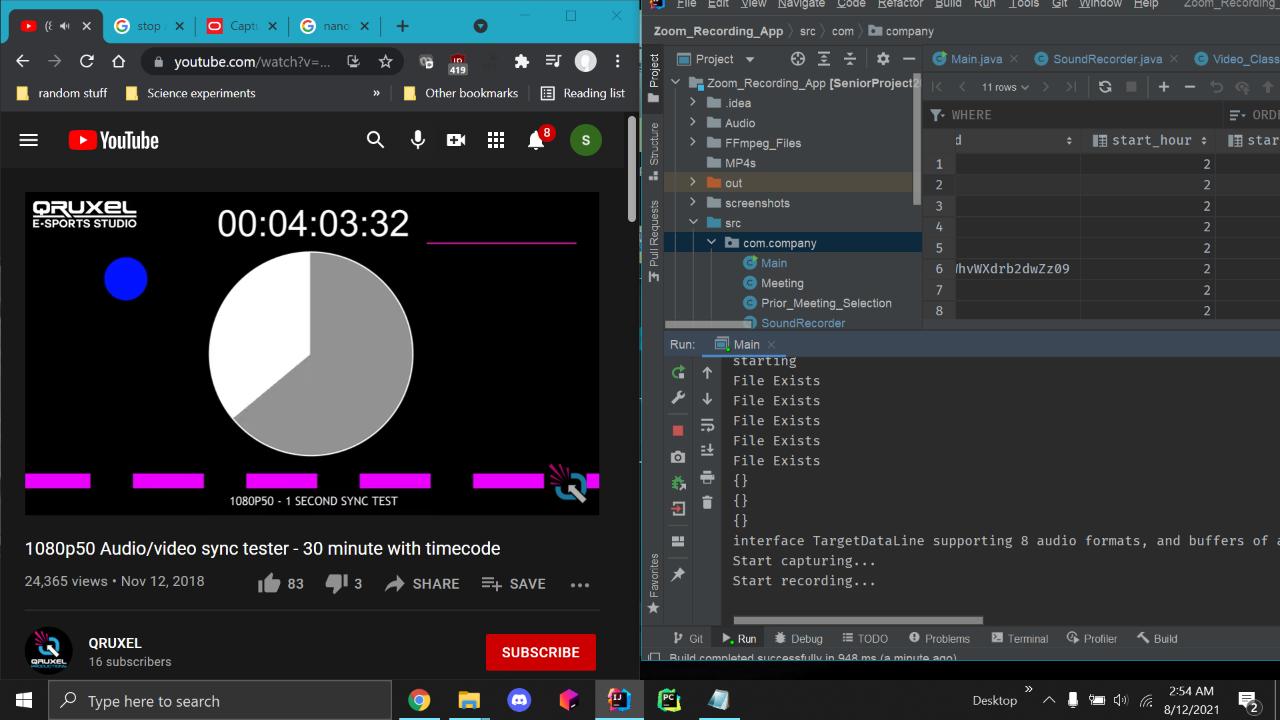 stop
Captu
nano
youtube.com/watch?v=...
419
random stuff
Science experiments
»
Other bookmarks
Reading list
YouTube
8
S
QRUXEL
E-SPORTS STUDIO
00:04:03:32
1080P50 - 1 SECOND SYNC TEST
1080p50 Audio/video sync tester - 30 minute with timecode
24,365 views • Nov 12, 2018
83
3
SHARE
SAVE
QRUXEL
16 subscribers
SUBSCRIBE
File Edit View Navigate Code Refactor Build Run Tools Git Window Help
Zoom_Recording_App
Zoom_Recording_App > src > com > company
Project
Structure
Pull Requests
Favorites
Project
Zoom_Recording_App [SeniorProject2
.idea
Audio
FFmpeg_Files
MP4s
out
screenshots
src
com.company
Main
Meeting
Prior_Meeting_Selection
SoundRecorder
Main.java
SoundRecorder.java
Video_Class
11 rows
WHERE
ORDE
d
start_hour
star
1 2
2 2
3 2
4 2
5 2
6 WhvWXdrb2dwZz09 2
7 2
8 2
Run: Main
starting
File Exists
File Exists
File Exists
File Exists
File Exists
{}
{}
{}
interface TargetDataLine supporting 8 audio formats, and buffers of a
Start capturing...
Start recording...
Git
Run
Debug
TODO
Problems
Terminal
Profiler
Build
Build completed successfully in 948 ms (a minute ago)
Type here to search
Desktop
»
2:54 AM
8/12/2021
2